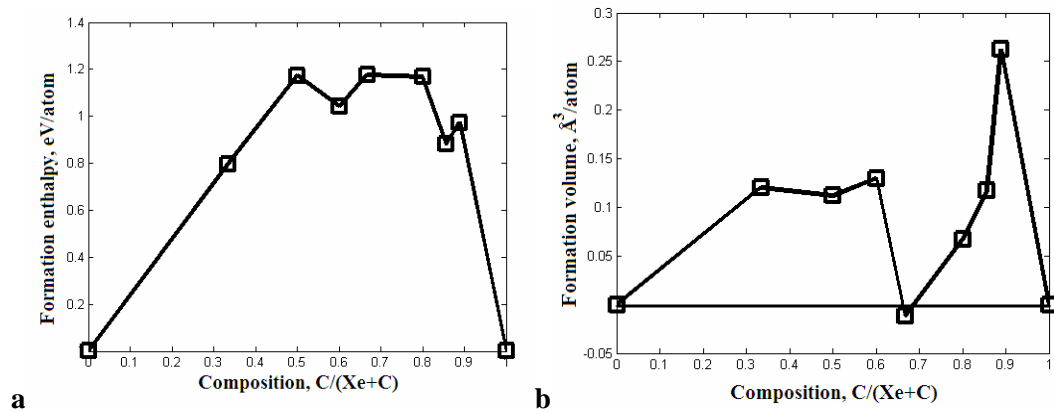 1.4
1.2
1
0.8
0.6
0.4
0.2
0 0.1 0.2 0.3 0.4 0.5 0.6 0.7 0.8 0.9 1
Formation enthalpy, eV/atom
Composition, C/(Xe+C)
a
0.3
0.25
0.2
0.15
0.1
0.05
0
-0.05
0 0.1 0.2 0.3 0.4 0.5 0.6 0.7 0.8 0.9 1
Formation volume, Å³/atom
Composition, C/(Xe+C)
b